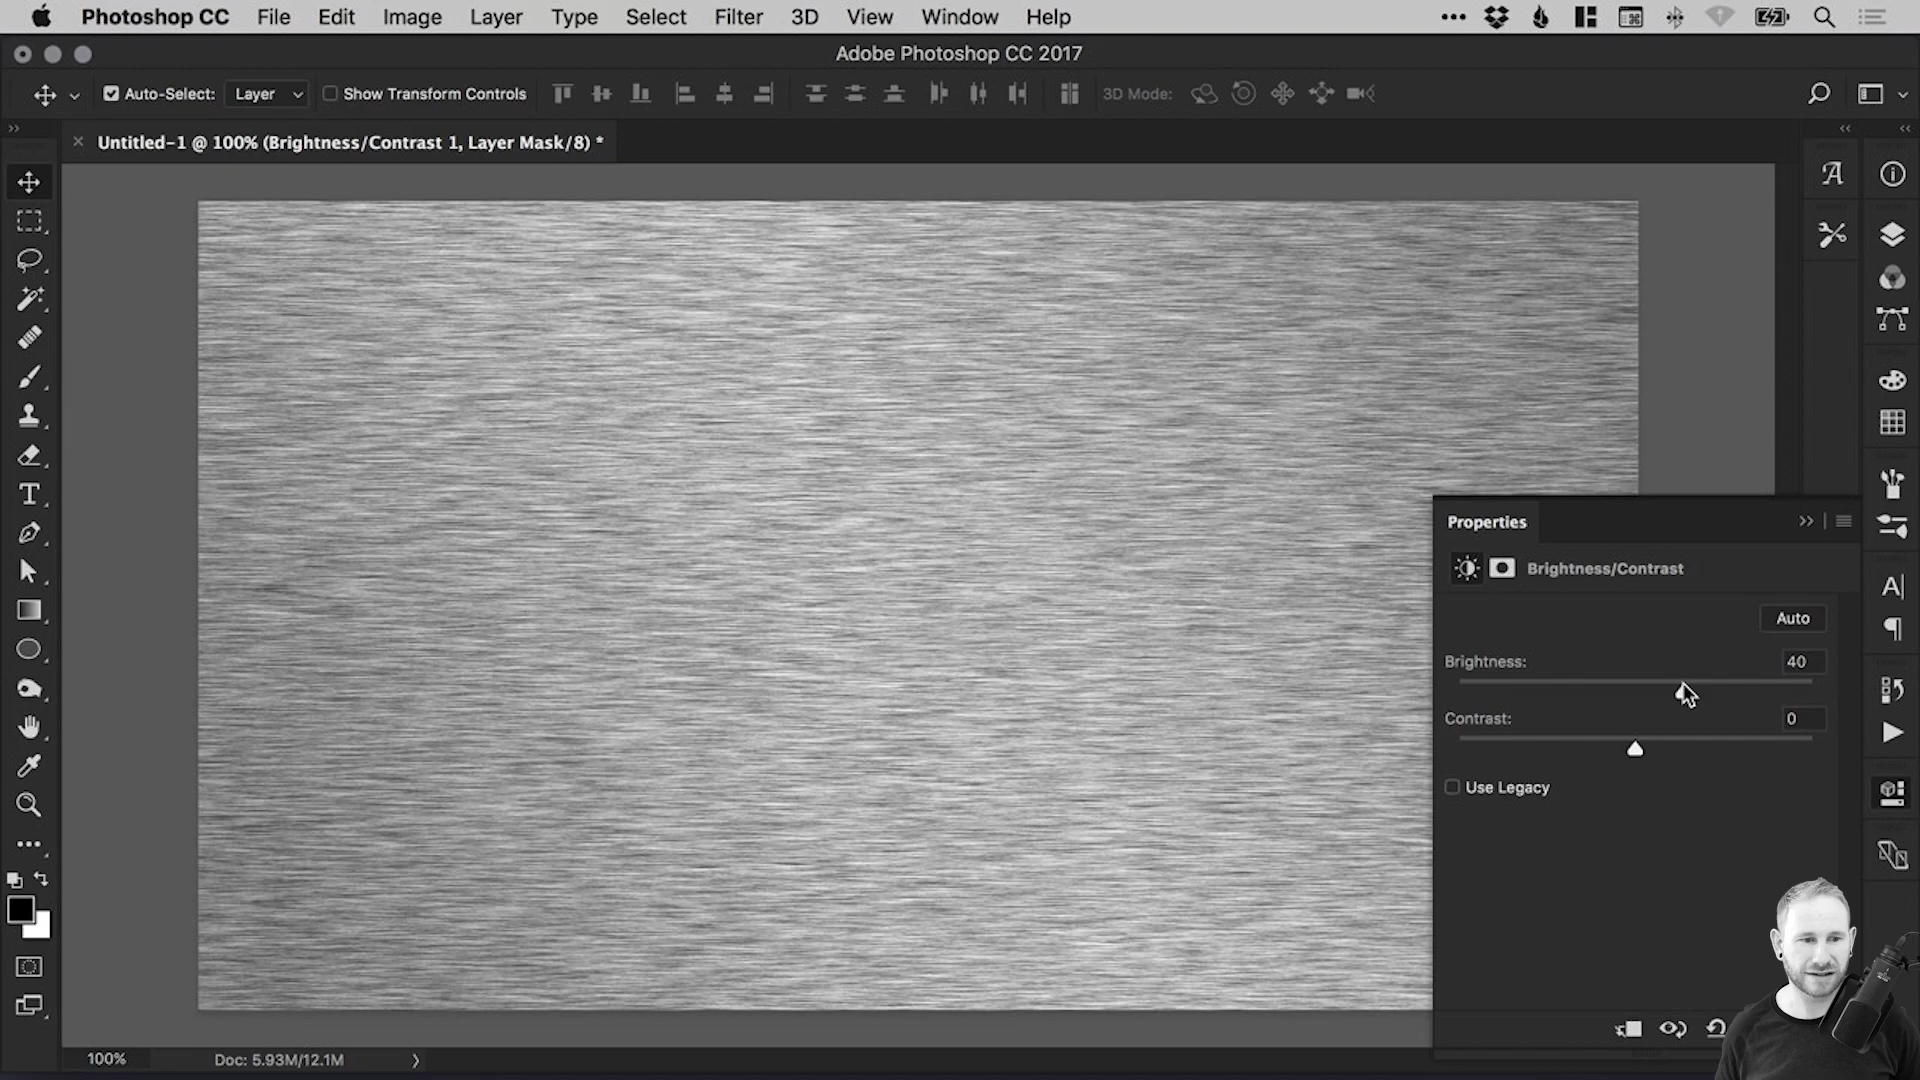 Photoshop CC File Edit Image Layer Type Select Filter 3D View Window Help
Adobe Photoshop CC 2017
Auto-Select: Layer Show Transform Controls 3D Mode:
Untitled-1 @ 100% (Brightness/Contrast 1, Layer Mask/8) *
Properties
Brightness/Contrast
Auto
Brightness: 40
Contrast: 0
Use Legacy
100% Doc: 5.93M/12.1M